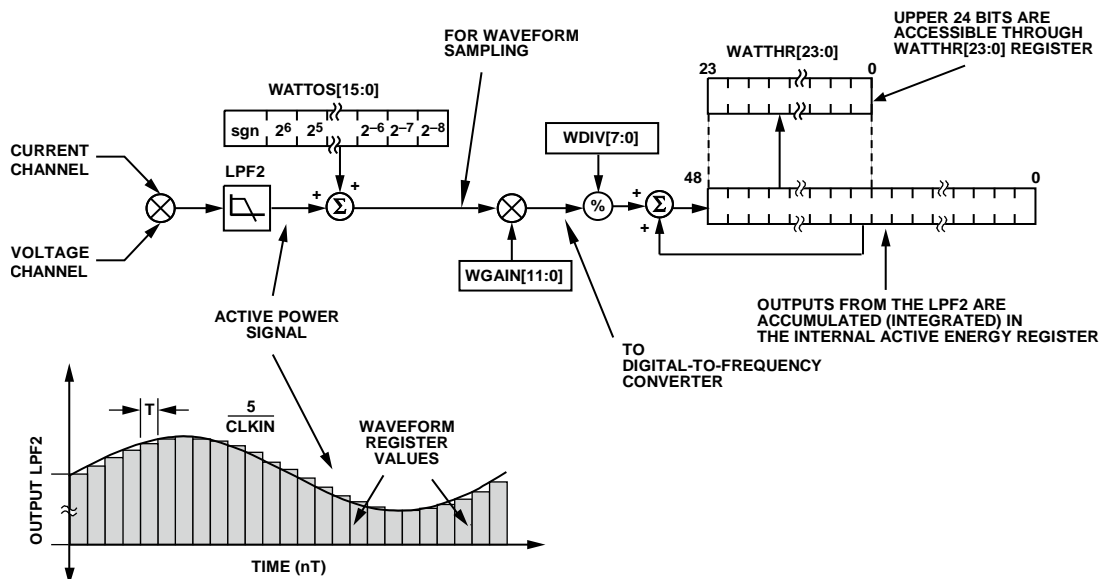 UPPER 24 BITS ARE
ACCESSIBLE THROUGH
WATTHR[23:0] REGISTER
FOR WAVEFORM
SAMPLING
WATTHR[23:0]
23
0
WATTOS[15:0]
sgn 2⁶ 2⁵ 2⁻⁶ 2⁻⁷ 2⁻⁸
WDIV[7:0]
CURRENT
CHANNEL
LPF2
48
0
+
+
Σ
%
+
+
Σ
VOLTAGE
CHANNEL
WGAIN[11:0]
ACTIVE POWER
SIGNAL
OUTPUTS FROM THE LPF2 ARE
ACCUMULATED (INTEGRATED) IN
THE INTERNAL ACTIVE ENERGY REGISTER
TO
DIGITAL-TO-FREQUENCY
CONVERTER
T
5
CLKIN
WAVEFORM
REGISTER
VALUES
OUTPUT LPF2
TIME (nT)